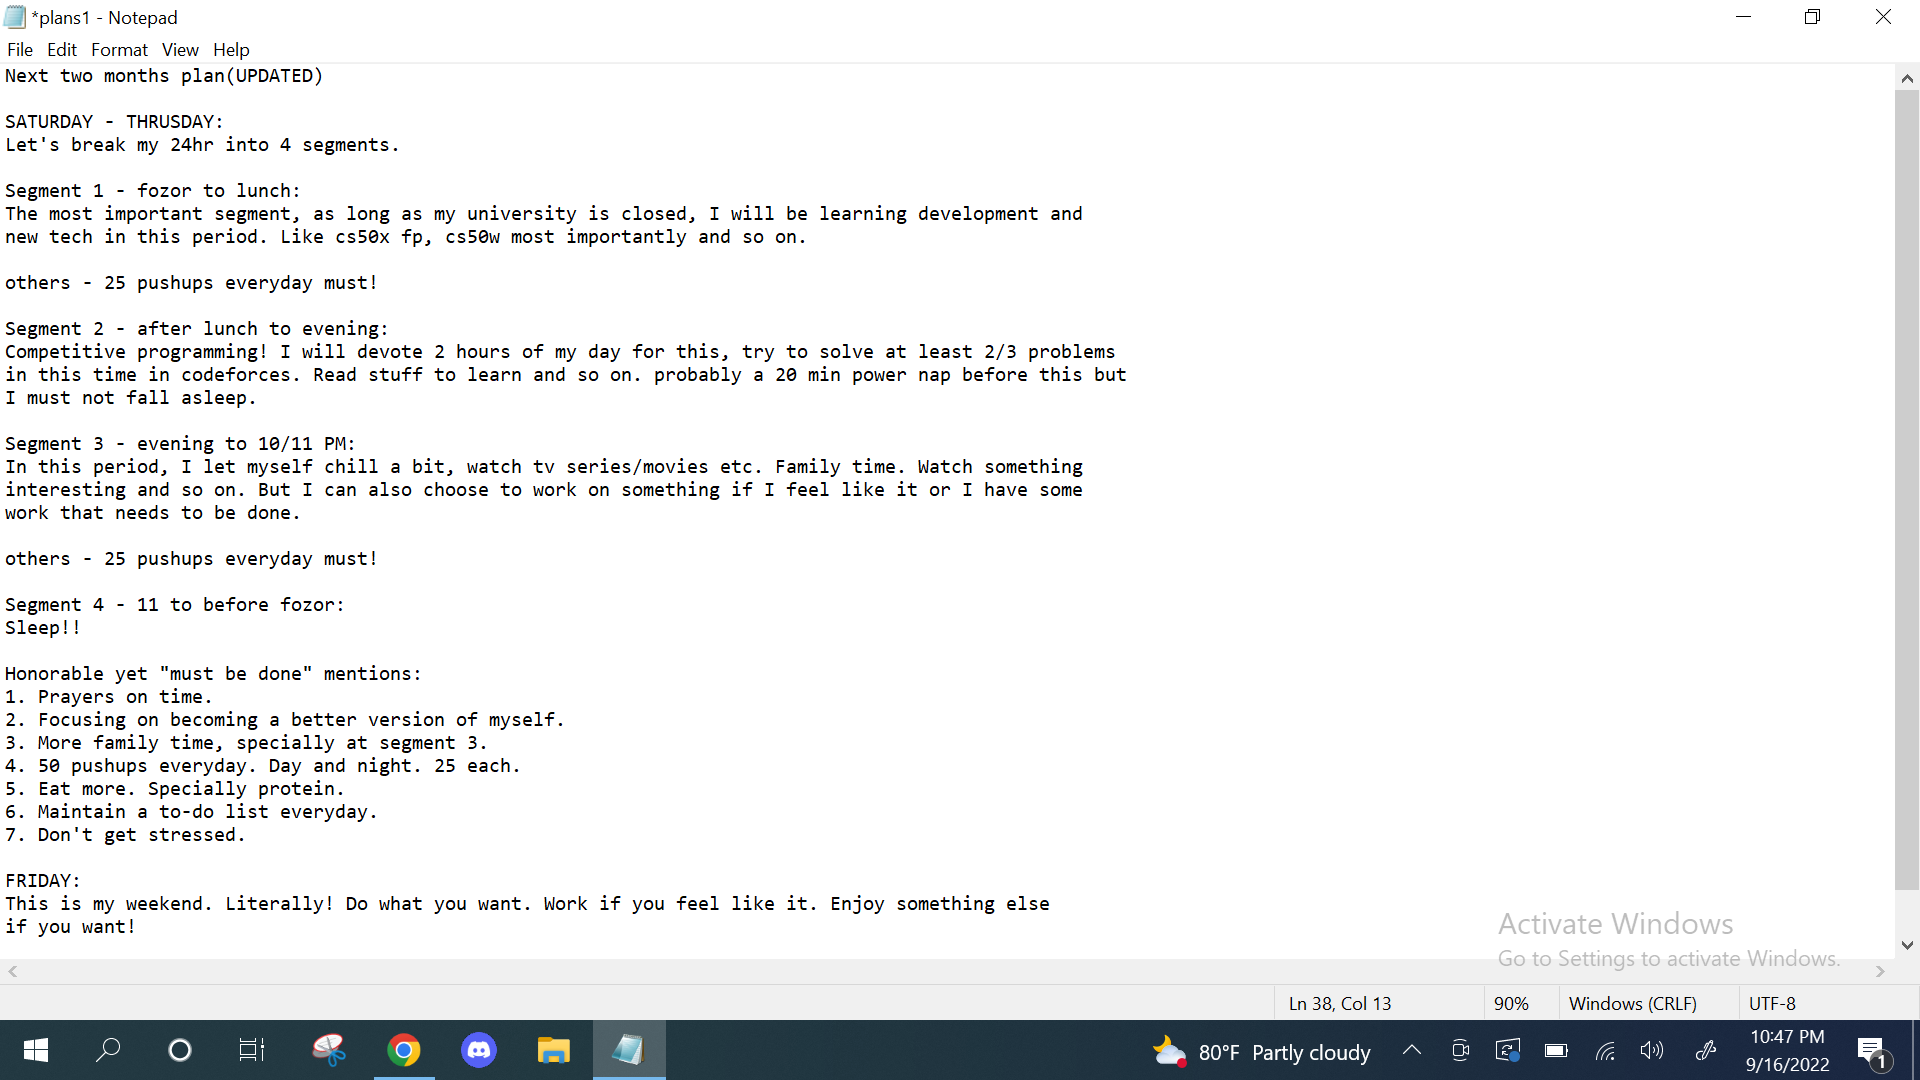 *plans1 - Notepad
File Edit Format View Help
Next two months plan(UPDATED)
SATURDAY - THRUSDAY:
Let's break my 24hr into 4 segments.
Segment 1 - fozor to lunch:
The most important segment, as long as my university is closed, I will be learning development and
new tech in this period. Like cs50x fp, cs50w most importantly and so on.
others - 25 pushups everyday must!
Segment 2 - after lunch to evening:
Competitive programming! I will devote 2 hours of my day for this, try to solve at least 2/3 problems
in this time in codeforces. Read stuff to learn and so on. probably a 20 min power nap before this but
I must not fall asleep.
Segment 3 - evening to 10/11 PM:
In this period, I let myself chill a bit, watch tv series/movies etc. Family time. Watch something
interesting and so on. But I can also choose to work on something if I feel like it or I have some
work that needs to be done.
others - 25 pushups everyday must!
Segment 4 - 11 to before fozor:
Sleep!!
Honorable yet "must be done" mentions:
1. Prayers on time.
2. Focusing on becoming a better version of myself.
3. More family time, specially at segment 3.
4. 50 pushups everyday. Day and night. 25 each.
5. Eat more. Specially protein.
6. Maintain a to-do list everyday.
7. Don't get stressed.
FRIDAY:
This is my weekend. Literally! Do what you want. Work if you feel like it. Enjoy something else
if you want!
Activate Windows
Go to Settings to activate Windows.
Ln 38, Col 13 90% Windows (CRLF) UTF-8
80°F Partly cloudy
10:47 PM
9/16/2022
1